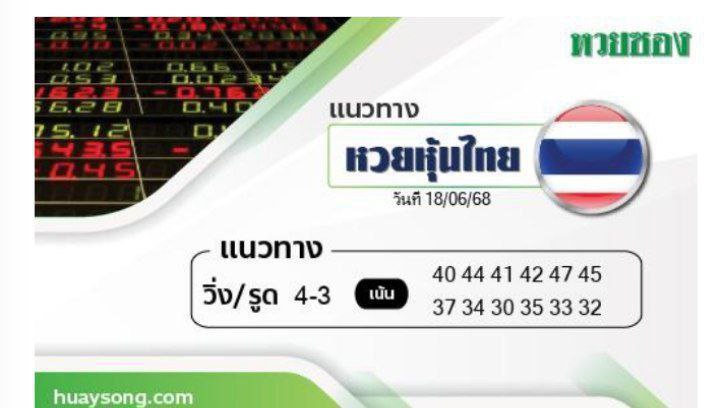 หวยซอง
แนวทาง
หวยหุ้นไทย
วันที่ 18/06/68
แนวทาง
วิ่ง/รูด 4-3 เน้น
40 44 41 42 47 45
37 34 30 35 33 32
huaysong.com